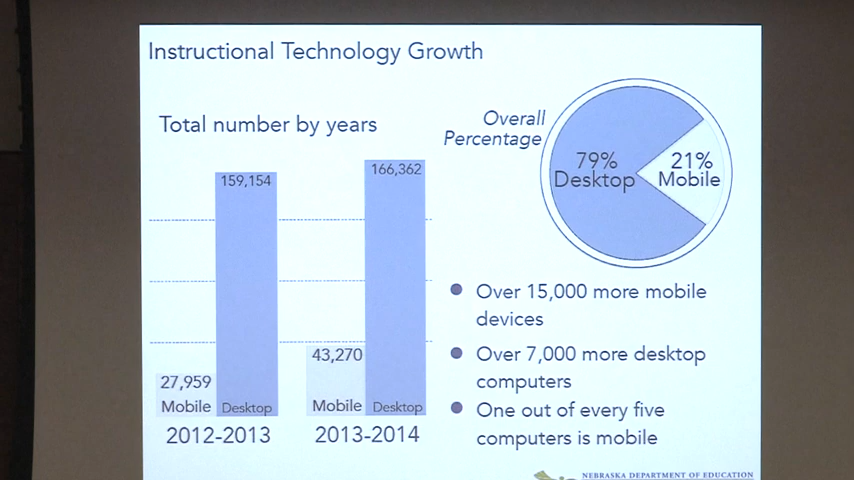 Instructional Technology Growth
Total number by years
159,154
166,362
27,959
43,270
Mobile
Desktop
Mobile
Desktop
2012-2013
2013-2014
Overall
Percentage
79%
Desktop
21%
Mobile
Over 15,000 more mobile
devices
Over 7,000 more desktop
computers
One out of every five
computers is mobile
NEBRASKA DEPARTMENT OF EDUCATION